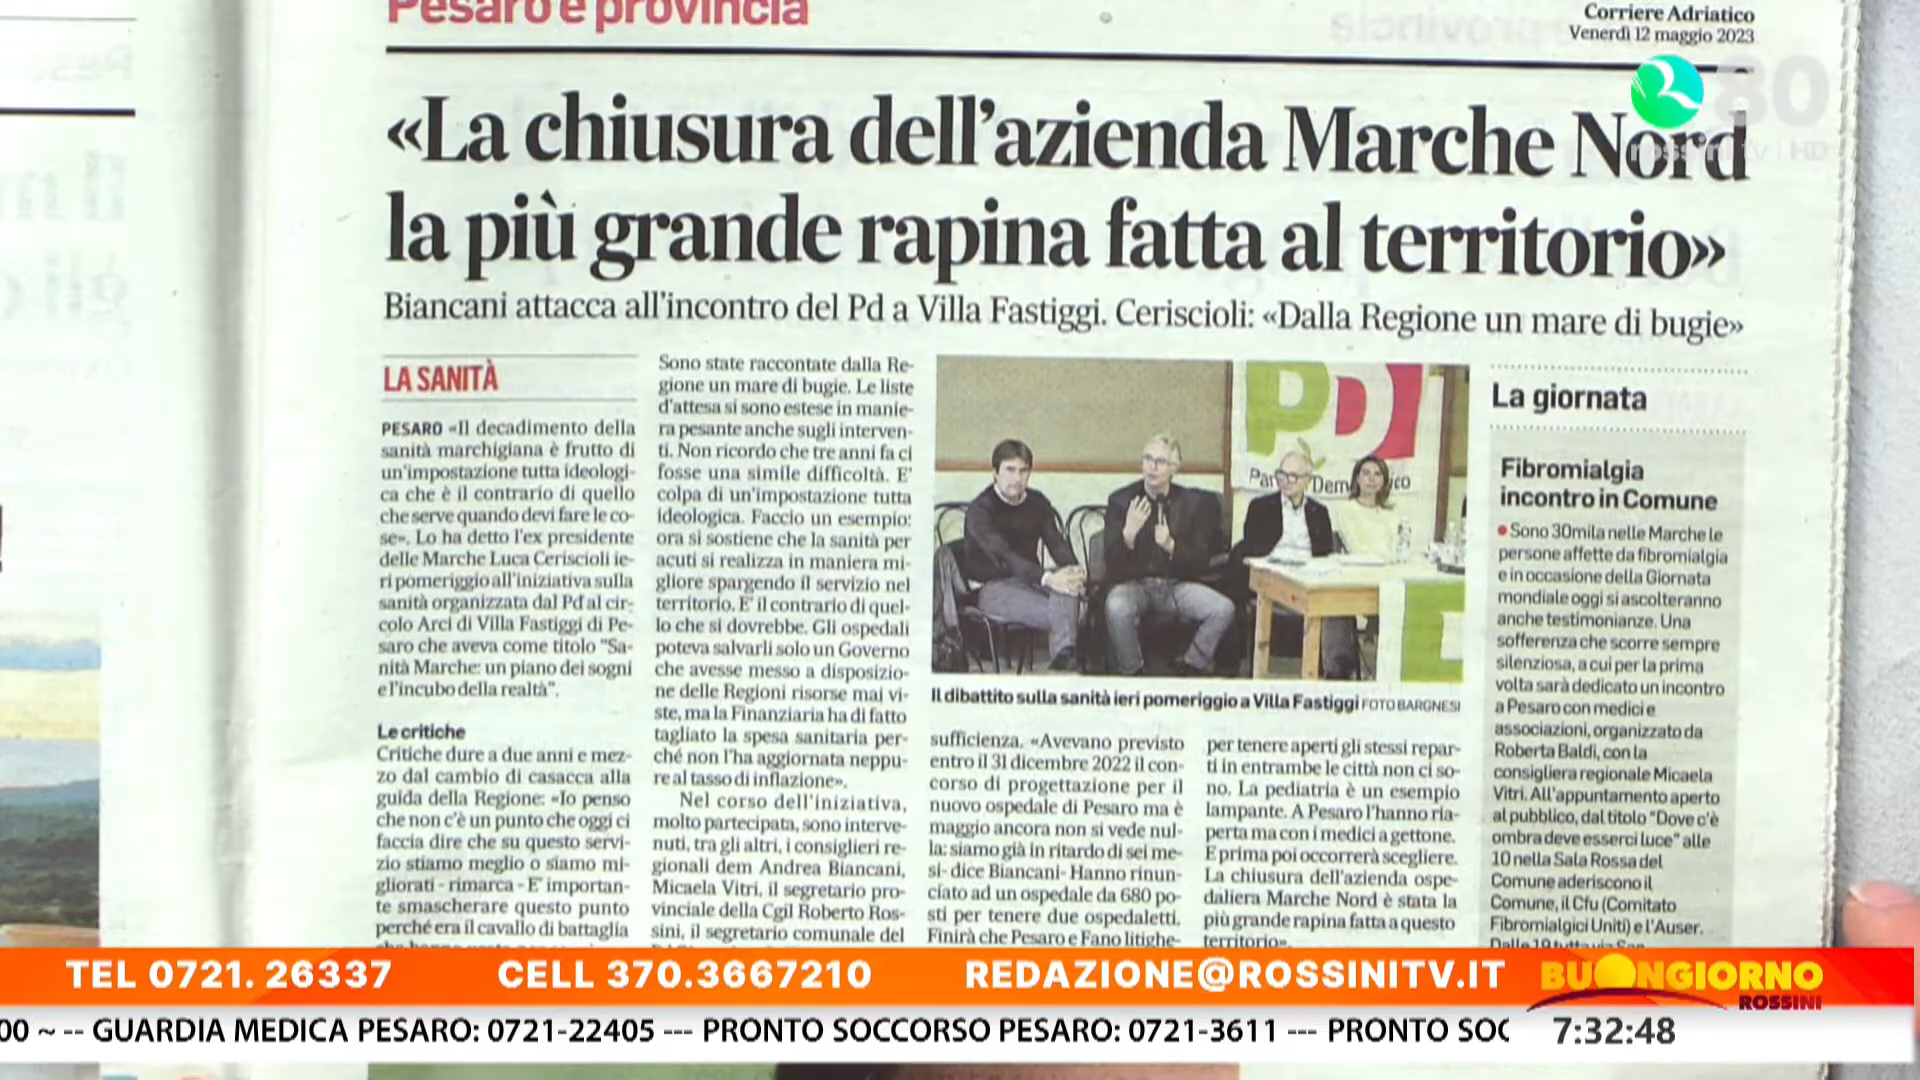 Pesaro e provincia
Corriere Adriatico
Venerdì 12 maggio 2023
80
rossini tv HD
«La chiusura dell'azienda Marche Nord
la più grande rapina fatta al territorio»
Biancani attacca all'incontro del Pd a Villa Fastiggi. Ceriscioli: «Dalla Regione un mare di bugie»
LA SANITÀ
PESARO «Il decadimento della
sanità marchigiana è frutto di
un'impostazione tutta ideologi-
ca che è il contrario di quello
che serve quando devi fare le co-
se». Lo ha detto l'ex presidente
delle Marche Luca Ceriscioli ie-
ri pomeriggio all'iniziativa sulla
sanità organizzata dal Pd al cir-
colo Arci di Villa Fastiggi di Pe-
saro che aveva come titolo "Sa-
nità Marche: un piano dei sogni
e l'incubo della realtà".
Le critiche
Critiche dure a due anni e mez-
zo dal cambio di casacca alla
guida della Regione: «Io penso
che non c'è un punto che oggi ci
faccia dire che su questo servi-
zio stiamo meglio o siamo mi-
gliorati - rimarca - E' importan-
te smascherare questo punto
perché era il cavallo di battaglia
Sono state raccontate dalla Re-
gione un mare di bugie. Le liste
d'attesa si sono estese in manie-
ra pesante anche sugli interven-
ti. Non ricordo che tre anni fa ci
fosse una simile difficoltà. E'
colpa di un'impostazione tutta
ideologica. Faccio un esempio:
ora si sostiene che la sanità per
acuti si realizza in maniera mi-
gliore spargendo il servizio nel
territorio. E' il contrario di quel-
lo che si dovrebbe. Gli ospedali
poteva salvarli solo un Governo
che avesse messo a disposizio-
ne delle Regioni risorse mai vi-
ste, ma la Finanziaria ha di fatto
tagliato la spesa sanitaria per-
ché non l'ha aggiornata neppu-
re al tasso di inflazione».
Nel corso dell'iniziativa,
molto partecipata, sono interve-
nuti, tra gli altri, i consiglieri re-
gionali dem Andrea Biancani,
Micaela Vitri, il segretario pro-
vinciale della Cgil Roberto Ros-
sini, il segretario comunale del
PD
Il dibattito sulla sanità ieri pomeriggio a Villa Fastiggi FOTO BARGNESI
sufficienza. «Avevano previsto
entro il 31 dicembre 2022 il con-
corso di progettazione per il
nuovo ospedale di Pesaro ma è
maggio ancora non si vede nul-
la: siamo già in ritardo di sei me-
si- dice Biancani- Hanno rinun-
ciato ad un ospedale da 680 po-
sti per tenere due ospedaletti.
Finirà che Pesaro e Fano litighe-
per tenere aperti gli stessi repar-
ti in entrambe le città non ci so-
no. La pediatria è un esempio
lampante. A Pesaro l'hanno ria-
perta ma con i medici a gettone.
E prima poi occorrerà scegliere.
La chiusura dell'azienda ospe-
daliera Marche Nord è stata la
più grande rapina fatta a questo
territorio».
La giornata
Fibromialgia
incontro in Comune
● Sono 30mila nelle Marche le
persone affette da fibromialgia
e in occasione della Giornata
mondiale oggi si ascolteranno
anche testimonianze. Una
sofferenza che scorre sempre
silenziosa, a cui per la prima
volta sarà dedicato un incontro
a Pesaro con medici e
associazioni, organizzato da
Roberta Baldi, con la
consigliera regionale Micaela
Vitri. All'appuntamento aperto
al pubblico, dal titolo "Dove c'è
ombra deve esserci luce" alle
10 nella Sala Rossa del
Comune aderiscono il
Comune, il Cfu (Comitato
Fibromialgici Uniti) e l'Auser.
TEL 0721. 26337 CELL 370.3667210 REDAZIONE@ROSSINITV.IT
BUONGIORNO
ROSSINI
00 ~ -- GUARDIA MEDICA PESARO: 0721-22405 --- PRONTO SOCCORSO PESARO: 0721-3611 --- PRONTO SOC
7:32:48